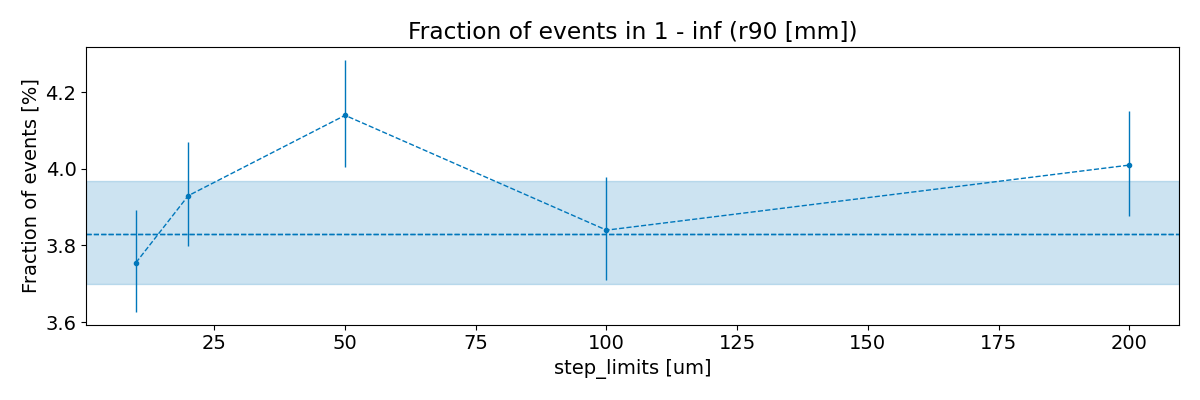 Fraction of events in 1 - inf (r90 [mm])
Fraction of events [%]
4.2
4.0
3.8
3.6
25 50 75 100 125 150 175 200
step_limits [um]